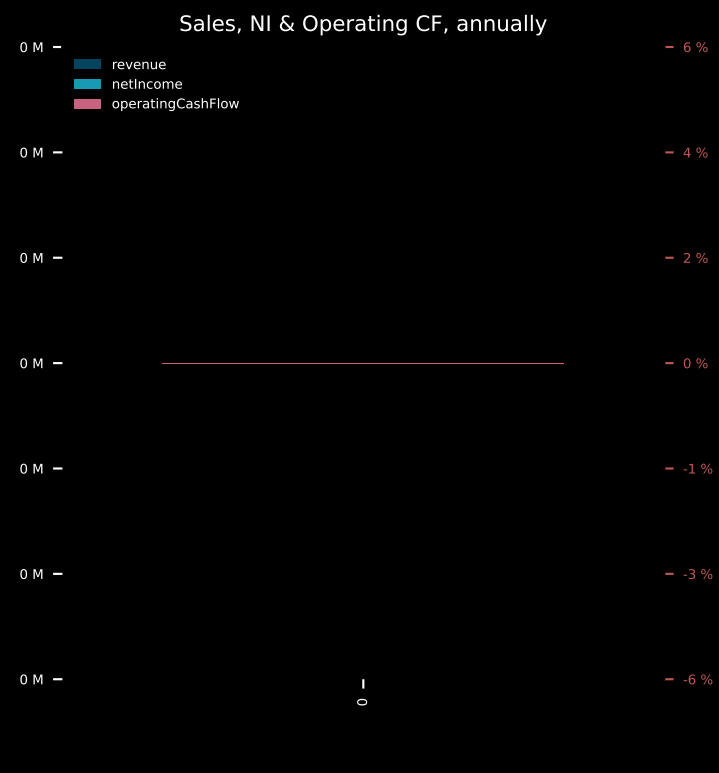 Sales, NI & Operating CF, annually
0 M
6 %
revenue
netIncome
operatingCashFlow
0 M
4 %
0 M
2 %
0 M
0 %
0 M
-1 %
0 M
-3 %
0 M
-6 %
0